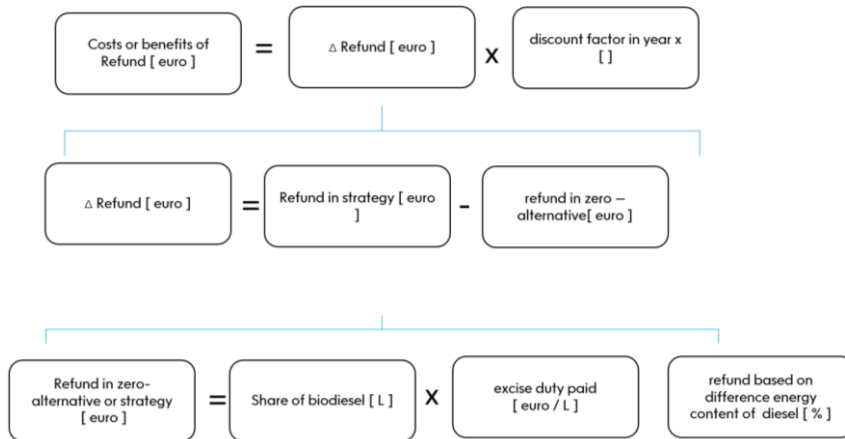 Costs or benefits of
Refund [ euro ]
=
△ Refund [ euro ]
x
discount factor in year x
[ ]
△ Refund [ euro ]
=
Refund in strategy [ euro
]
-
refund in zero –
alternative[ euro ]
Refund in zero-
alternative or strategy
[ euro ]
=
Share of biodiesel [ L ]
x
excise duty paid
[ euro / L ]
refund based on
difference energy
content of diesel [ % ]